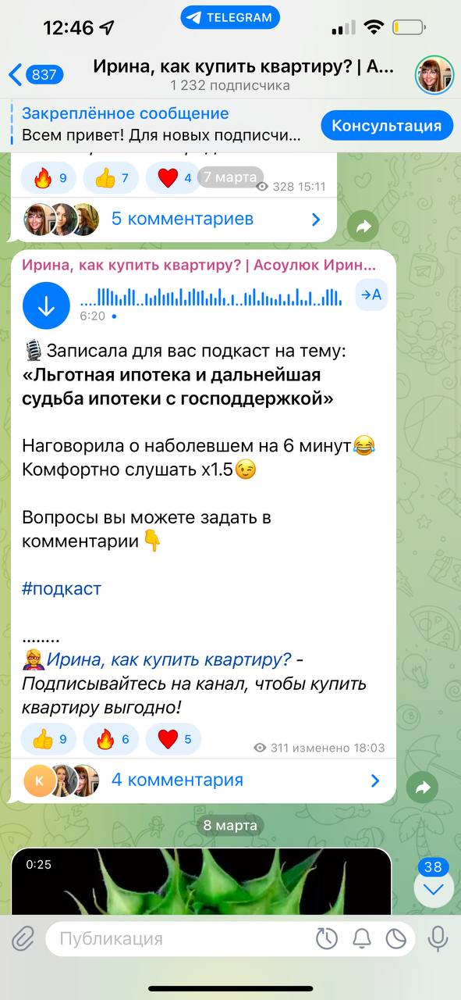 12:46
TELEGRAM
837
Ирина, как купить квартиру? | А...
1 232 подписчика
Закреплённое сообщение
Всем привет! Для новых подписчи...
Консультация
🔥 9 👍 7 ❤️ 4
7 марта
328 15:11
5 комментариев
Ирина, как купить квартиру? | Асоулюк Ирин...
6:20
→A
🎙Записала для вас подкаст на тему:
«Льготная ипотека и дальнейшая
судьба ипотеки с господдержкой»
Наговорила о наболевшем на 6 минут😂
Комфортно слушать х1.5😉
Вопросы вы можете задать в
комментарии👇
#подкаст
........
🦸‍♀️Ирина, как купить квартиру? -
Подписывайтесь на канал, чтобы купить
квартиру выгодно!
👍 9 🔥 6 ❤️ 5
311 изменено 18:03
К
4 комментария
8 марта
0:25
38
Публикация